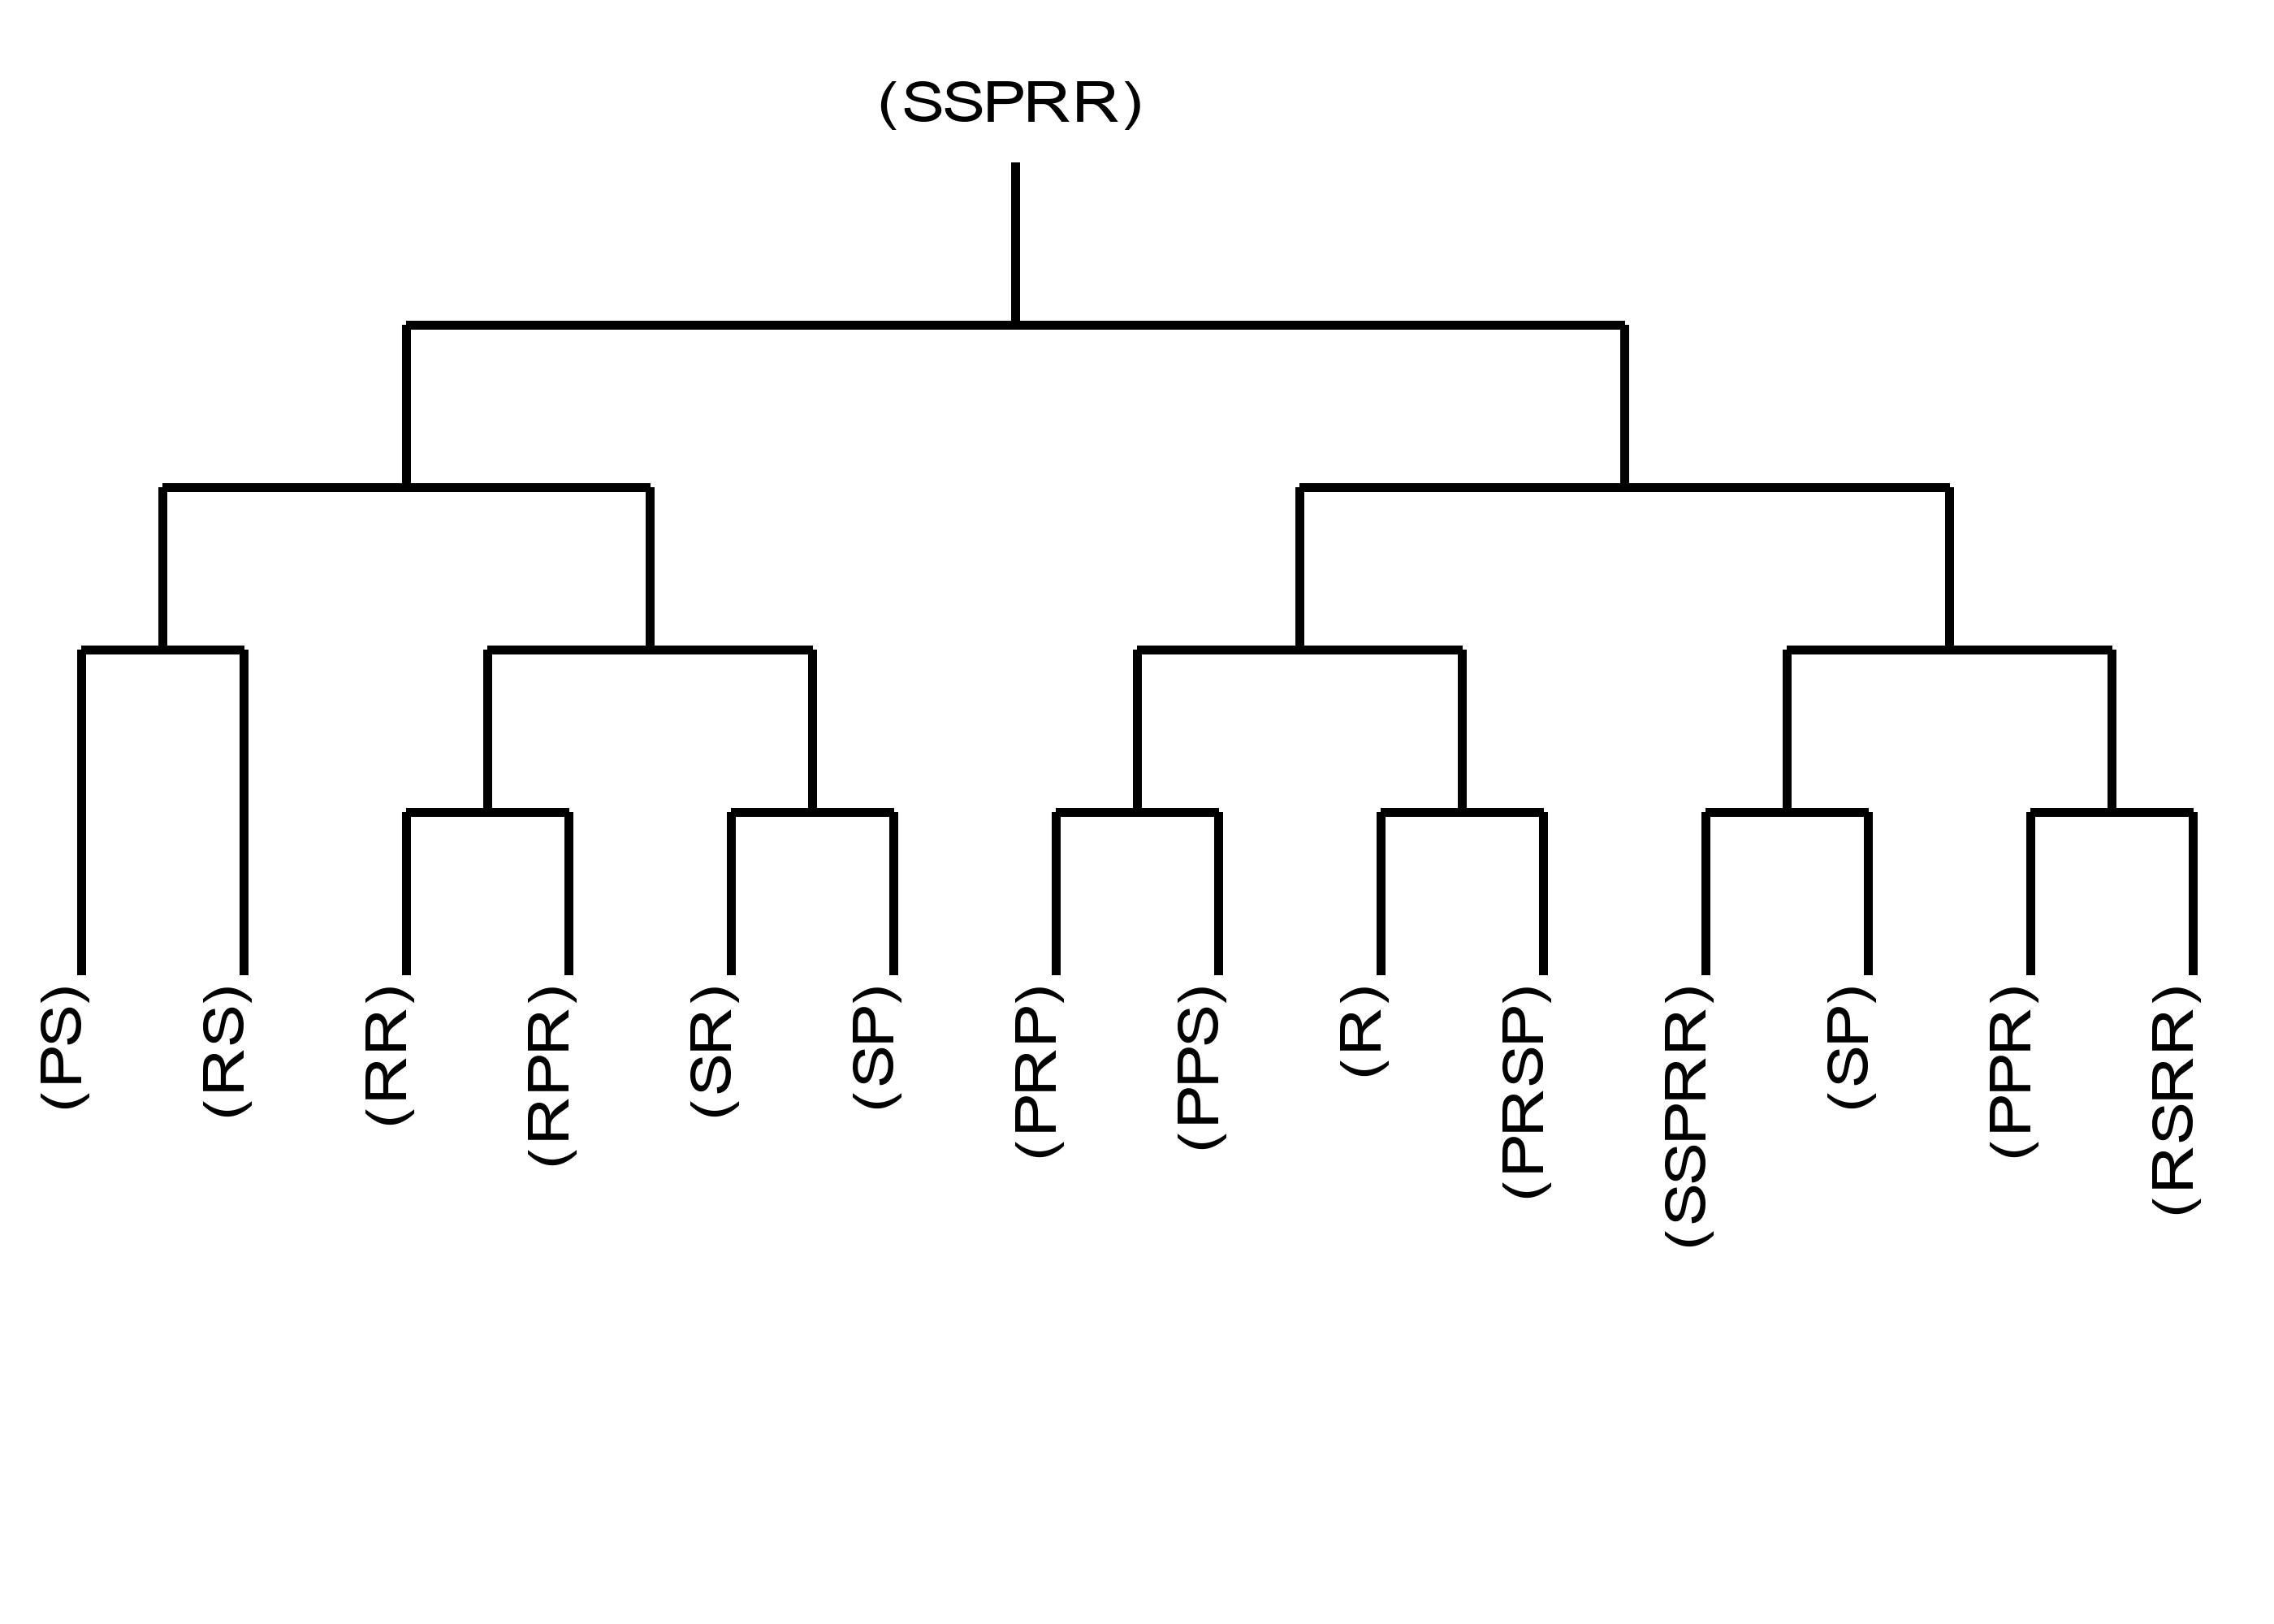 (SSPRR)
(PS)
(RS)
(RR)
(RPR)
(SR)
(SP)
(PRP)
(PPS)
(R)
(PRSP)
(SSPRR)
(SP)
(PPR)
(RSRR)